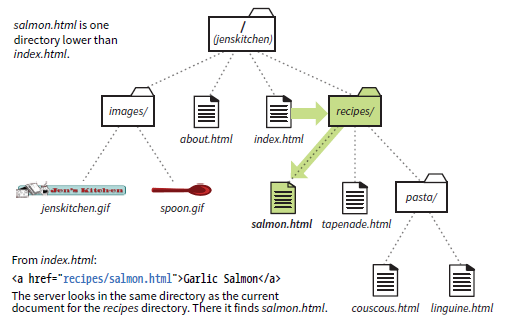 salmon.html is one
directory lower than
index.html.
/
(jenskitchen)
images/
about.html
index.html
recipes/
Jen's Kitchen
jenskitchen.gif
spoon.gif
salmon.html
tapenade.html
pasta/
From index.html:
<a href="recipes/salmon.html">Garlic Salmon</a>
The server looks in the same directory as the current
document for the recipes directory. There it finds salmon.html.
couscous.html
linguine.html